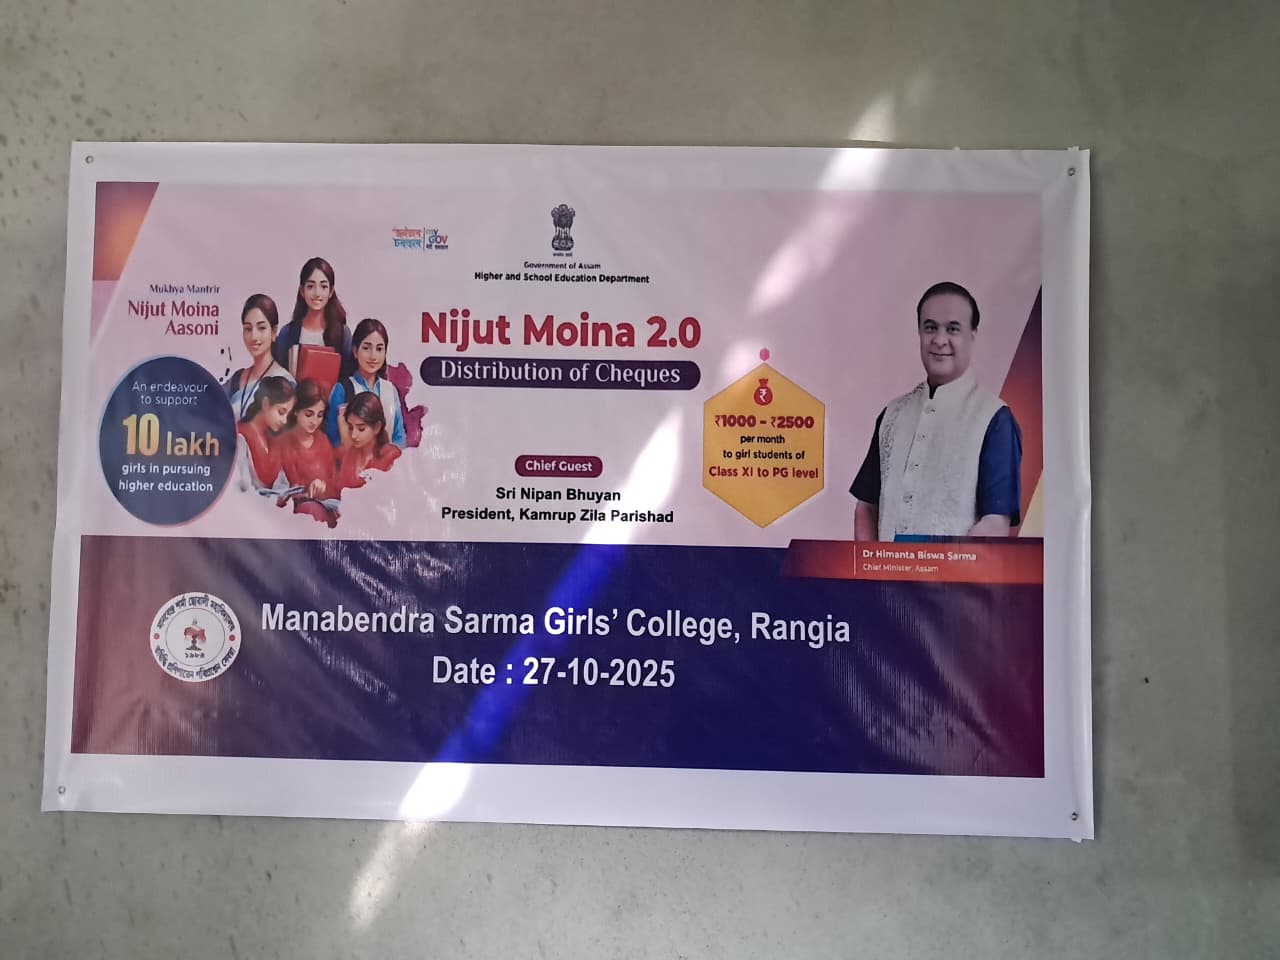 my
GOV
Government of Assam
Higher and School Education Department
Mukhya Mantrir
Nijut Moina
Aasoni
An endeavour
to support
10 lakh
girls in pursuing
higher education
Nijut Moina 2.0
Distribution of Cheques
Chief Guest
Sri Nipan Bhuyan
President, Kamrup Zila Parishad
₹
₹1000 - ₹2500
per month
to girl students of
Class XI to PG level
Dr Himanta Biswa Sarma
Chief Minister, Assam
Manabendra Sarma Girls' College, Rangia
Date : 27-10-2025
১৯৮৪